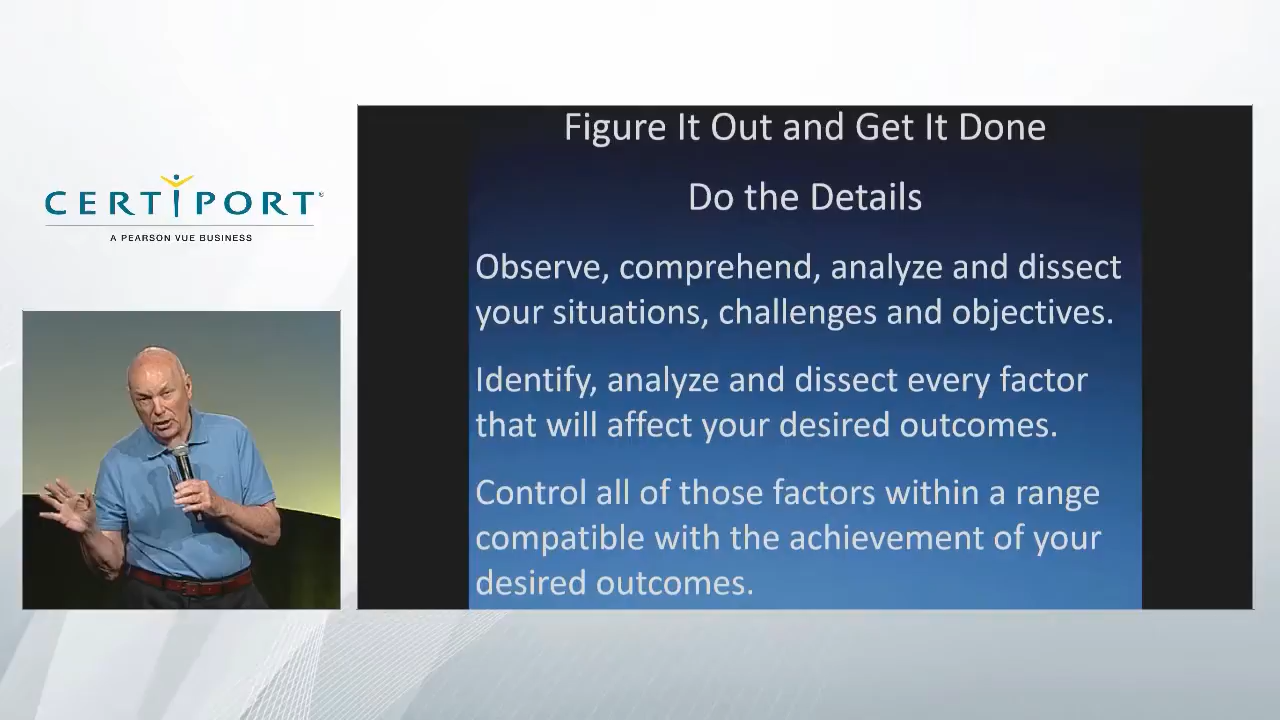 CERTIPORT®
A PEARSON VUE BUSINESS
Figure It Out and Get It Done
Do the Details
Observe, comprehend, analyze and dissect
your situations, challenges and objectives.
Identify, analyze and dissect every factor
that will affect your desired outcomes.
Control all of those factors within a range
compatible with the achievement of your
desired outcomes.